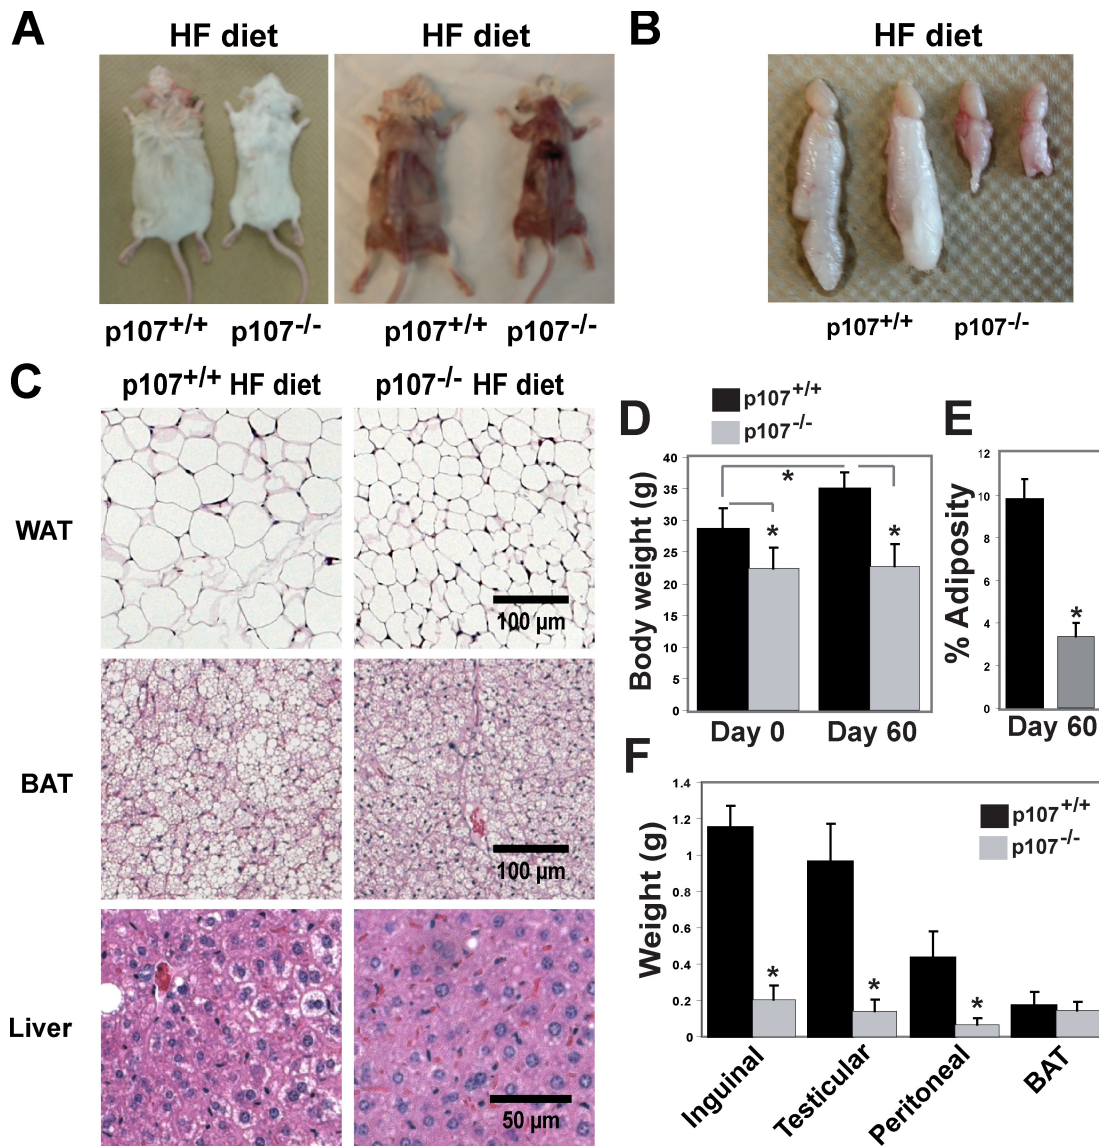 A
HF diet
HF diet
p107+/+ p107-/-
p107+/+ p107-/-
B
HF diet
p107+/+ p107-/-
C
p107+/+ HF diet
p107-/- HF diet
WAT
100 µm
BAT
100 µm
Liver
50 µm
D
p107+/+
p107-/-
Body weight (g)
40
35
30
25
20
15
10
5
0
*
*
*
Day 0
Day 60
E
% Adiposity
12
10
8
6
4
2
0
*
Day 60
F
Weight (g)
1.4
1.2
1
0.8
0.6
0.4
0.2
0
p107+/+
p107-/-
*
*
*
Inguinal
Testicular
Peritoneal
BAT